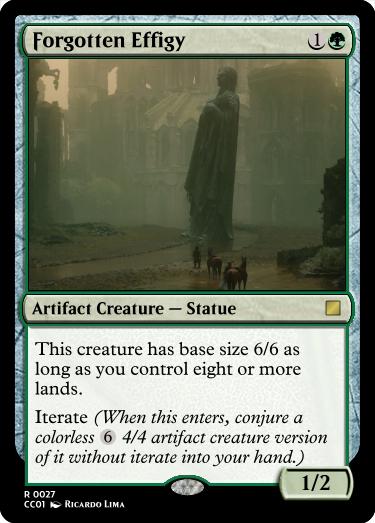 Forgotten Effigy 1
Artifact Creature — Statue
This creature has base size 6/6 as
long as you control eight or more
lands.
Iterate (When this enters, conjure a
colorless 6 4/4 artifact creature version
of it without iterate into your hand.)
1/2
R 0027
CC01 Ricardo Lima